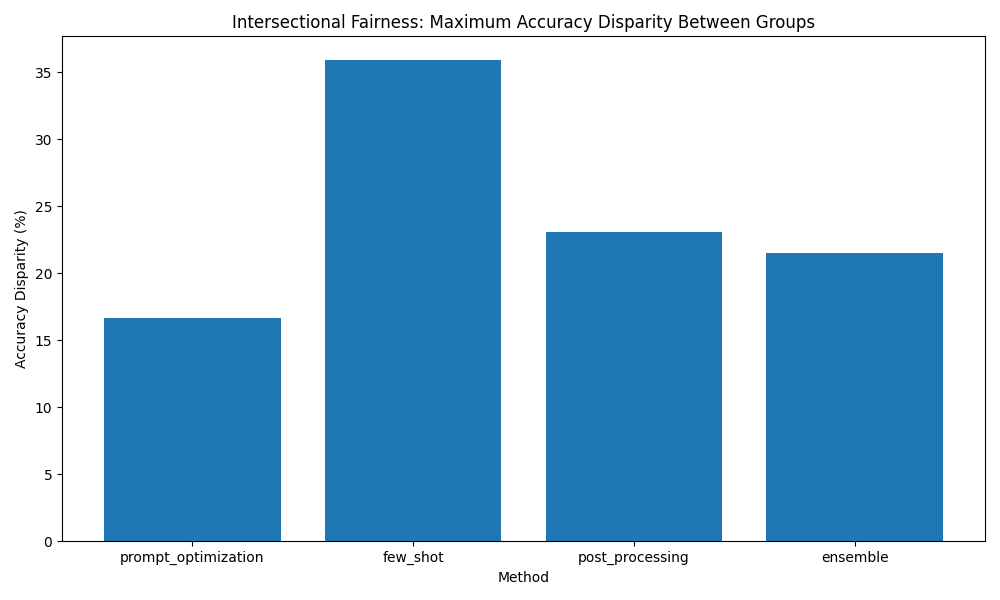 Intersectional Fairness: Maximum Accuracy Disparity Between Groups
Accuracy Disparity (%)
35
30
25
20
15
10
5
0
prompt_optimization
few_shot
post_processing
ensemble
Method